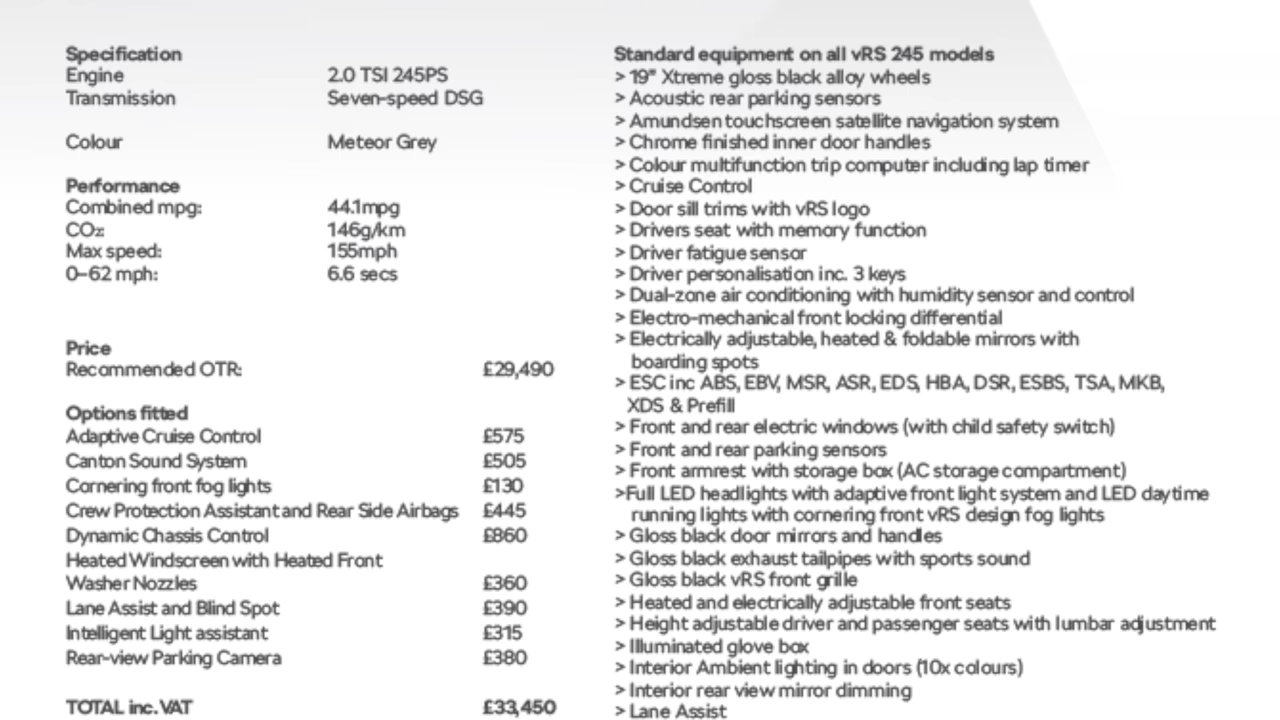 Specification
Engine 2.0 TSI 245PS
Transmission Seven-speed DSG
Colour Meteor Grey
Performance
Combined mpg: 44.1mpg
CO₂: 146g/km
Max speed: 155mph
0–62 mph: 6.6 secs
Price
Recommended OTR: £29,490
Options fitted
Adaptive Cruise Control £575
Canton Sound System £505
Cornering front fog lights £130
Crew Protection Assistant and Rear Side Airbags £445
Dynamic Chassis Control £860
Heated Windscreen with Heated Front
Washer Nozzles £360
Lane Assist and Blind Spot £390
Intelligent Light assistant £315
Rear-view Parking Camera £380
TOTAL inc. VAT £33,450
Standard equipment on all vRS 245 models
> 19" Xtreme gloss black alloy wheels
> Acoustic rear parking sensors
> Amundsen touchscreen satellite navigation system
> Chrome finished inner door handles
> Colour multifunction trip computer including lap timer
> Cruise Control
> Door sill trims with vRS logo
> Drivers seat with memory function
> Driver fatigue sensor
> Driver personalisation inc. 3 keys
> Dual-zone air conditioning with humidity sensor and control
> Electro-mechanical front locking differential
> Electrically adjustable, heated & foldable mirrors with
boarding spots
> ESC inc ABS, EBV, MSR, ASR, EDS, HBA, DSR, ESBS, TSA, MKB,
XDS & Prefill
> Front and rear electric windows (with child safety switch)
> Front and rear parking sensors
> Front armrest with storage box (AC storage compartment)
>Full LED headlights with adaptive front light system and LED daytime
running lights with cornering front vRS design fog lights
> Gloss black door mirrors and handles
> Gloss black exhaust tailpipes with sports sound
> Gloss black vRS front grille
> Heated and electrically adjustable front seats
> Height adjustable driver and passenger seats with lumbar adjustment
> Illuminated glove box
> Interior Ambient lighting in doors (10x colours)
> Interior rear view mirror dimming
> Lane Assist